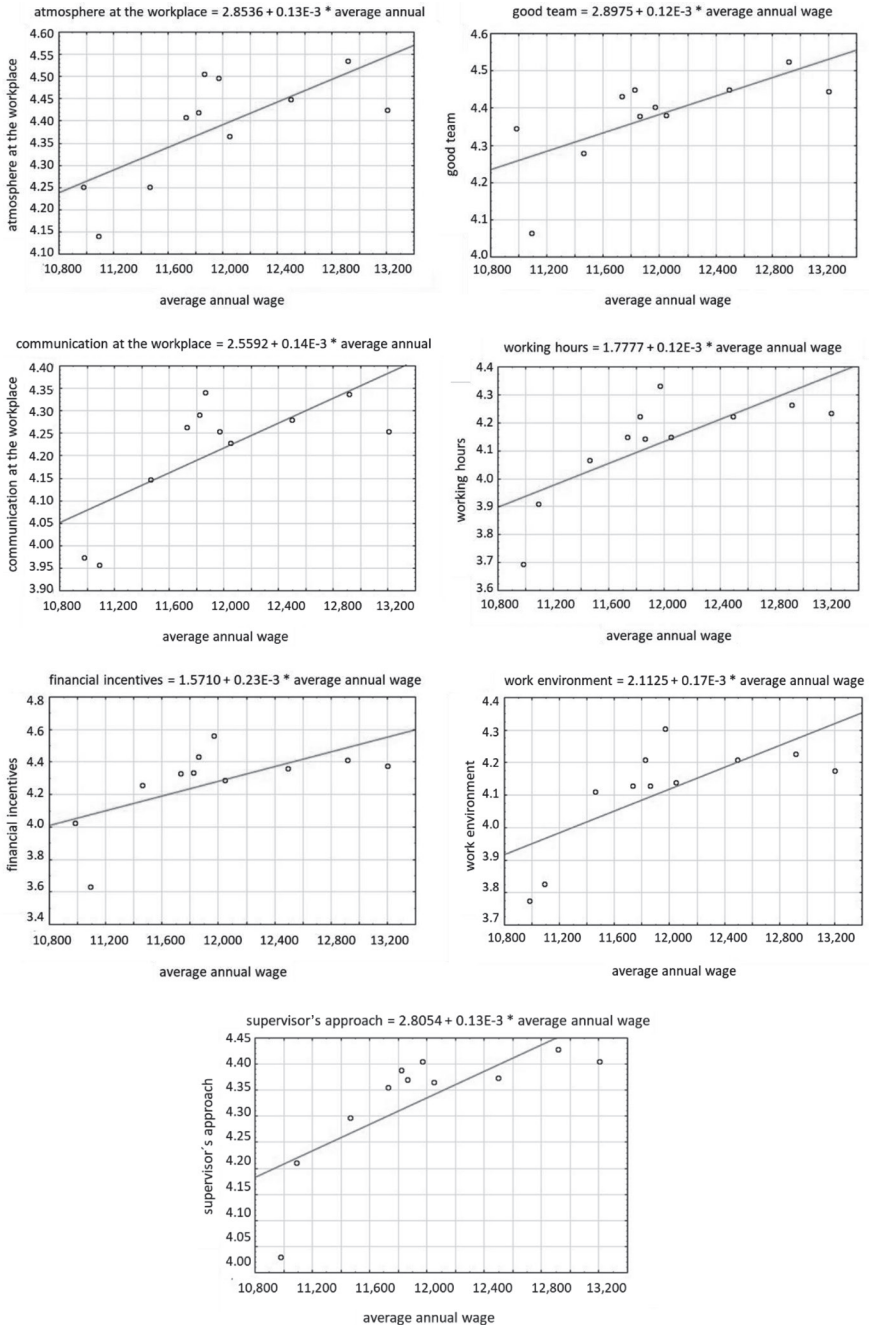 atmosphere at the workplace = 2.8536 + 0.13E-3 * average annual
atmosphere at the workplace
4.60
4.55
4.50
4.45
4.40
4.35
4.30
4.25
4.20
4.15
4.10
10,800 11,200 11,600 12,000 12,400 12,800 13,200
average annual wage
good team = 2.8975 + 0.12E-3 * average annual wage
good team
4.6
4.5
4.4
4.3
4.2
4.1
4.0
10,800 11,200 11,600 12,000 12,400 12,800 13,200
average annual wage
communication at the workplace = 2.5592 + 0.14E-3 * average annual
communication at the workplace
4.40
4.35
4.30
4.25
4.20
4.15
4.10
4.05
4.00
3.95
3.90
10,800 11,200 11,600 12,000 12,400 12,800 13,200
average annual wage
working hours = 1.7777 + 0.12E-3 * average annual wage
working hours
4.4
4.3
4.2
4.1
4.0
3.9
3.8
3.7
3.6
10,800 11,200 11,600 12,000 12,400 12,800 13,200
average annual wage
financial incentives = 1.5710 + 0.23E-3 * average annual wage
financial incentives
4.8
4.6
4.4
4.2
4.0
3.8
3.6
3.4
10,800 11,200 11,600 12,000 12,400 12,800 13,200
average annual wage
work environment = 2.1125 + 0.17E-3 * average annual wage
work environment
4.4
4.3
4.2
4.1
4.0
3.9
3.8
3.7
10,800 11,200 11,600 12,000 12,400 12,800 13,200
average annual wage
supervisor's approach = 2.8054 + 0.13E-3 * average annual wage
supervisor´s approach
4.45
4.40
4.35
4.30
4.25
4.20
4.15
4.10
4.05
4.00
10,800 11,200 11,600 12,000 12,400 12,800 13,200
average annual wage